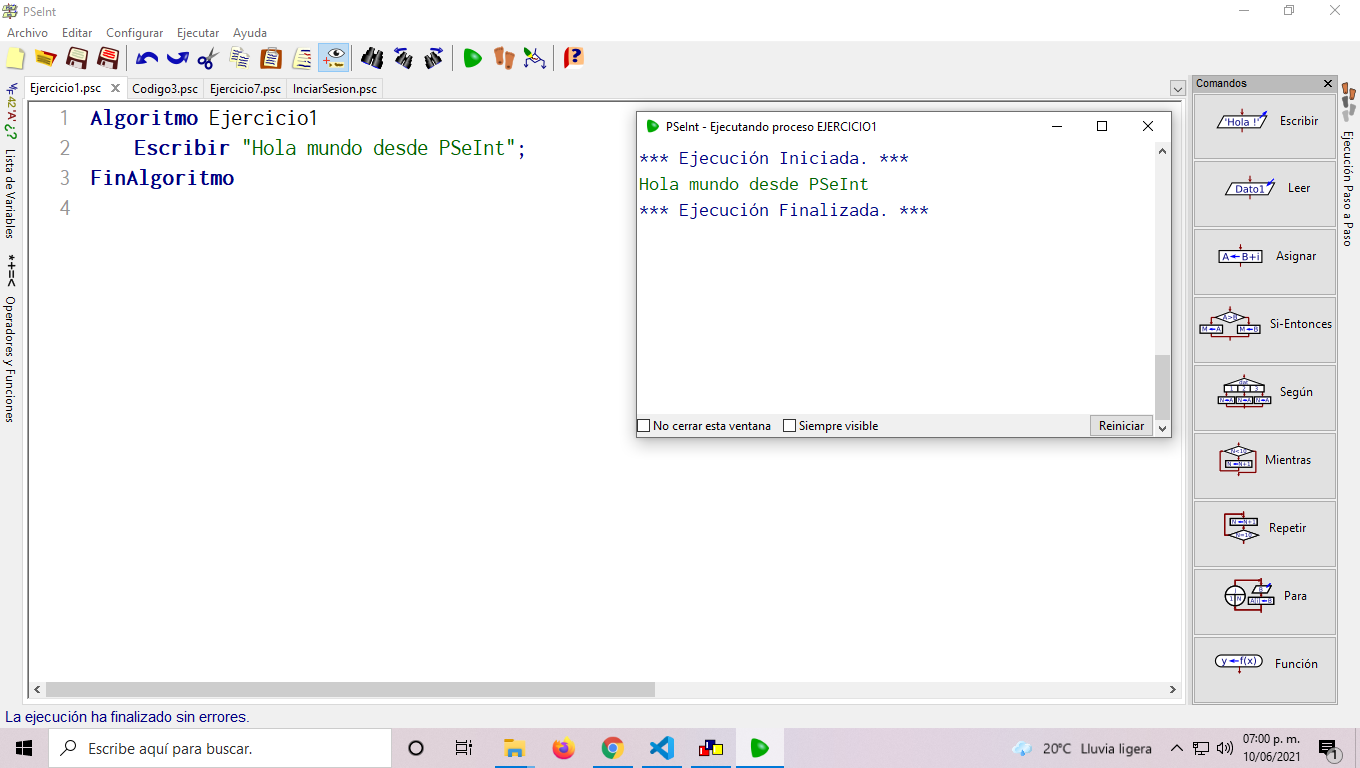 PSeInt
Archivo Editar Configurar Ejecutar Ayuda
Ejercicio1.psc Codigo3.psc Ejercicio7.psc InciarSesion.psc
1 Algoritmo Ejercicio1
2 Escribir "Hola mundo desde PSeInt";
3 FinAlgoritmo
4
Lista de Variables
Operadores y Funciones
PSeInt - Ejecutando proceso EJERCICIO1
*** Ejecución Iniciada. ***
Hola mundo desde PSeInt
*** Ejecución Finalizada. ***
No cerrar esta ventana Siempre visible Reiniciar
Comandos
'Hola !' Escribir
Dato1 Leer
A←B+i Asignar
A>B M←A M←B Si-Entonces
Según
Mientras
Repetir
Para
y←f(x) Función
Ejecución Paso a Paso
La ejecución ha finalizado sin errores.
Escribe aquí para buscar.
20°C Lluvia ligera
07:00 p. m.
10/06/2021
1